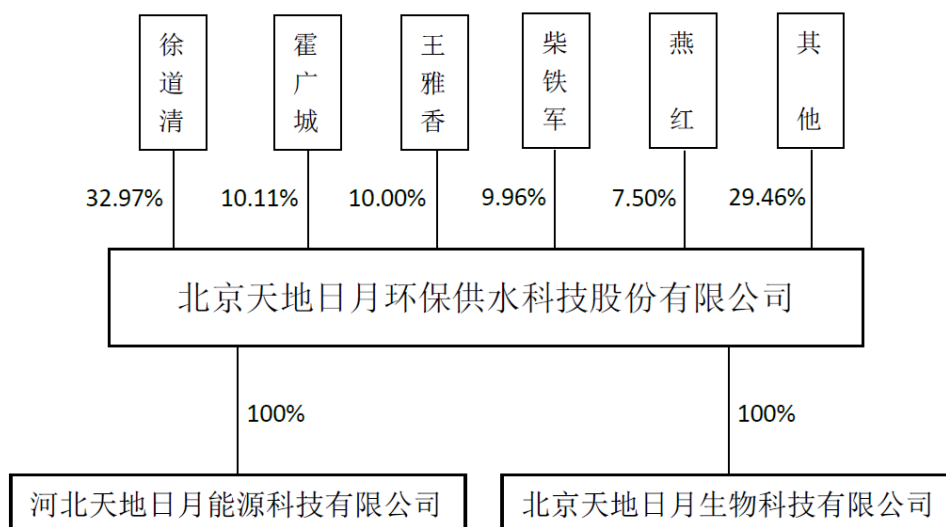 徐道清
霍广城
王雅香
柴铁军
燕红
其他
32.97%
10.11%
10.00%
9.96%
7.50%
29.46%
北京天地日月环保供水科技股份有限公司
100%
100%
河北天地日月能源科技有限公司
北京天地日月生物科技有限公司